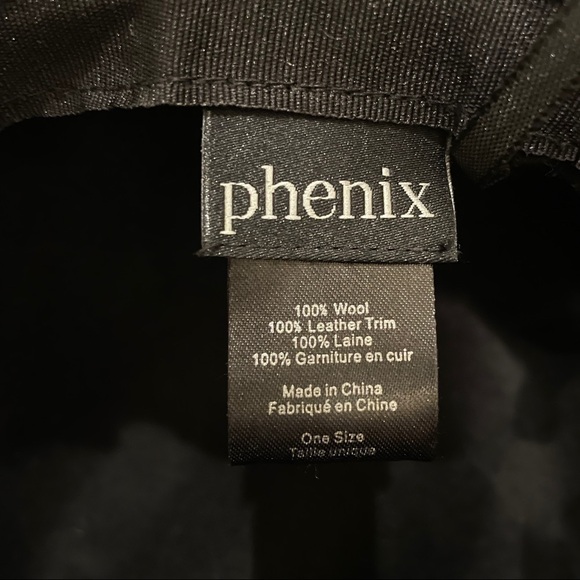 phenix
100% Wool
100% Leather Trim
100% Laine
100% Garniture en cuir
Made in China
Fabriqué en Chine
One Size
Taille unique